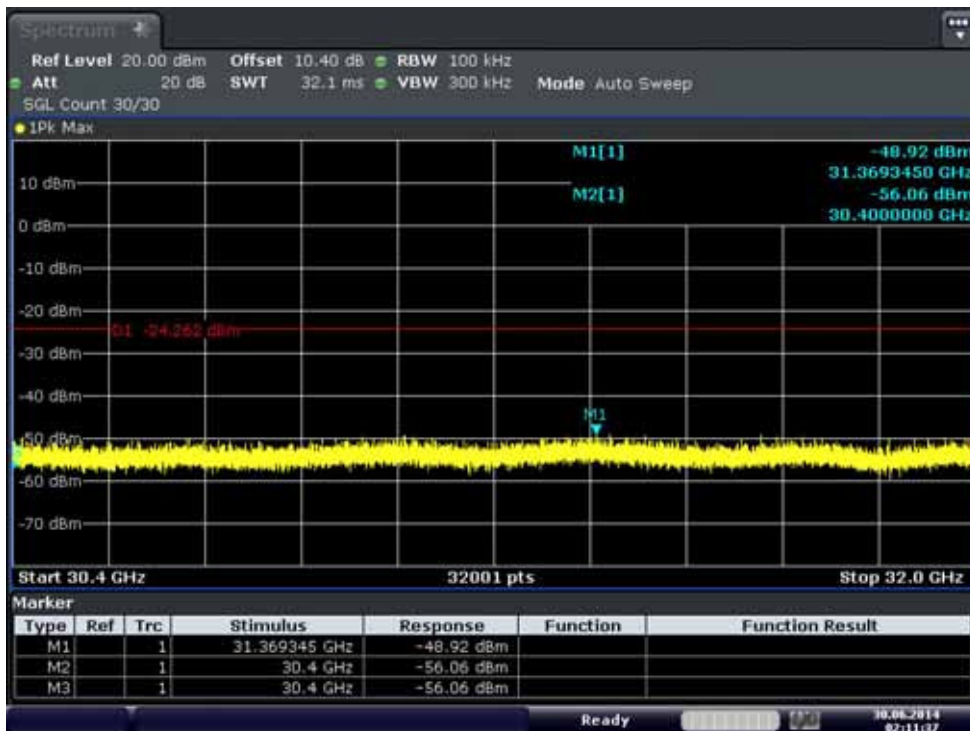 Spectrum
Ref Level 20.00 dBm Offset 10.40 dB RBW 100 kHz
Att 20 dB SWT 32.1 ms VBW 300 kHz Mode Auto Sweep
SGL Count 30/30
1Pk Max
M1[1] -48.92 dBm
31.3693450 GHz
10 dBm
M2[1] -56.06 dBm
30.4000000 GHz
0 dBm
-10 dBm
-20 dBm
D1 -24.262 dBm
-30 dBm
-40 dBm
M1
-50 dBm
-60 dBm
-70 dBm
Start 30.4 GHz 32001 pts Stop 32.0 GHz
Marker
Type Ref Trc Stimulus Response Function Function Result
M1 1 31.369345 GHz -48.92 dBm
M2 1 30.4 GHz -56.06 dBm
M3 1 30.4 GHz -56.06 dBm
Ready 30.06.2014
02:11:37